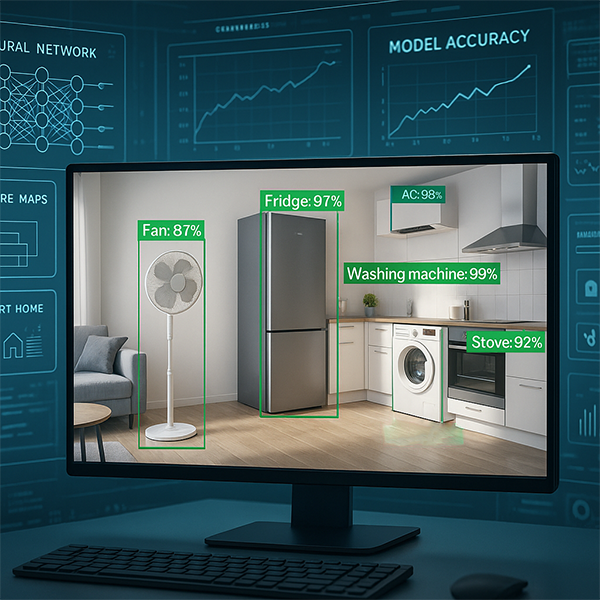 URAL NETWORK
MODEL ACCURACY
RE MAPS
RT HOME
Fan: 87%
Fridge: 97%
AC: 98%
Washing machine: 99%
Stove: 92%